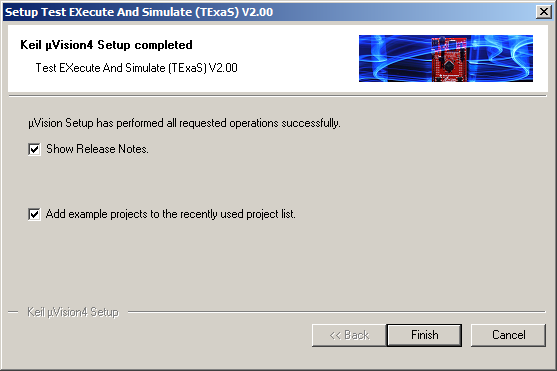 Setup Test EXecute And Simulate (TExaS) V2.00
Keil µVision4 Setup completed
Test EXecute And Simulate (TExaS) V2.00
µVision Setup has performed all requested operations successfully.
Show Release Notes.
Add example projects to the recently used project list.
Keil µVision4 Setup
<< Back Finish Cancel